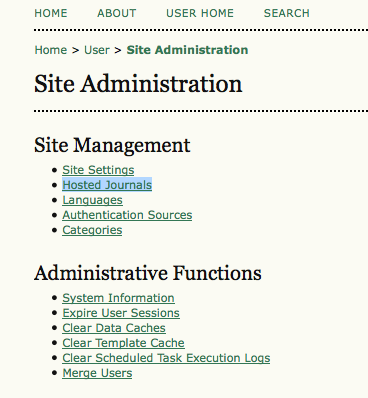 HOME ABOUT USER HOME SEARCH
Home > User > Site Administration
Site Administration
Site Management
Site Settings
Hosted Journals
Languages
Authentication Sources
Categories
Administrative Functions
System Information
Expire User Sessions
Clear Data Caches
Clear Template Cache
Clear Scheduled Task Execution Logs
Merge Users